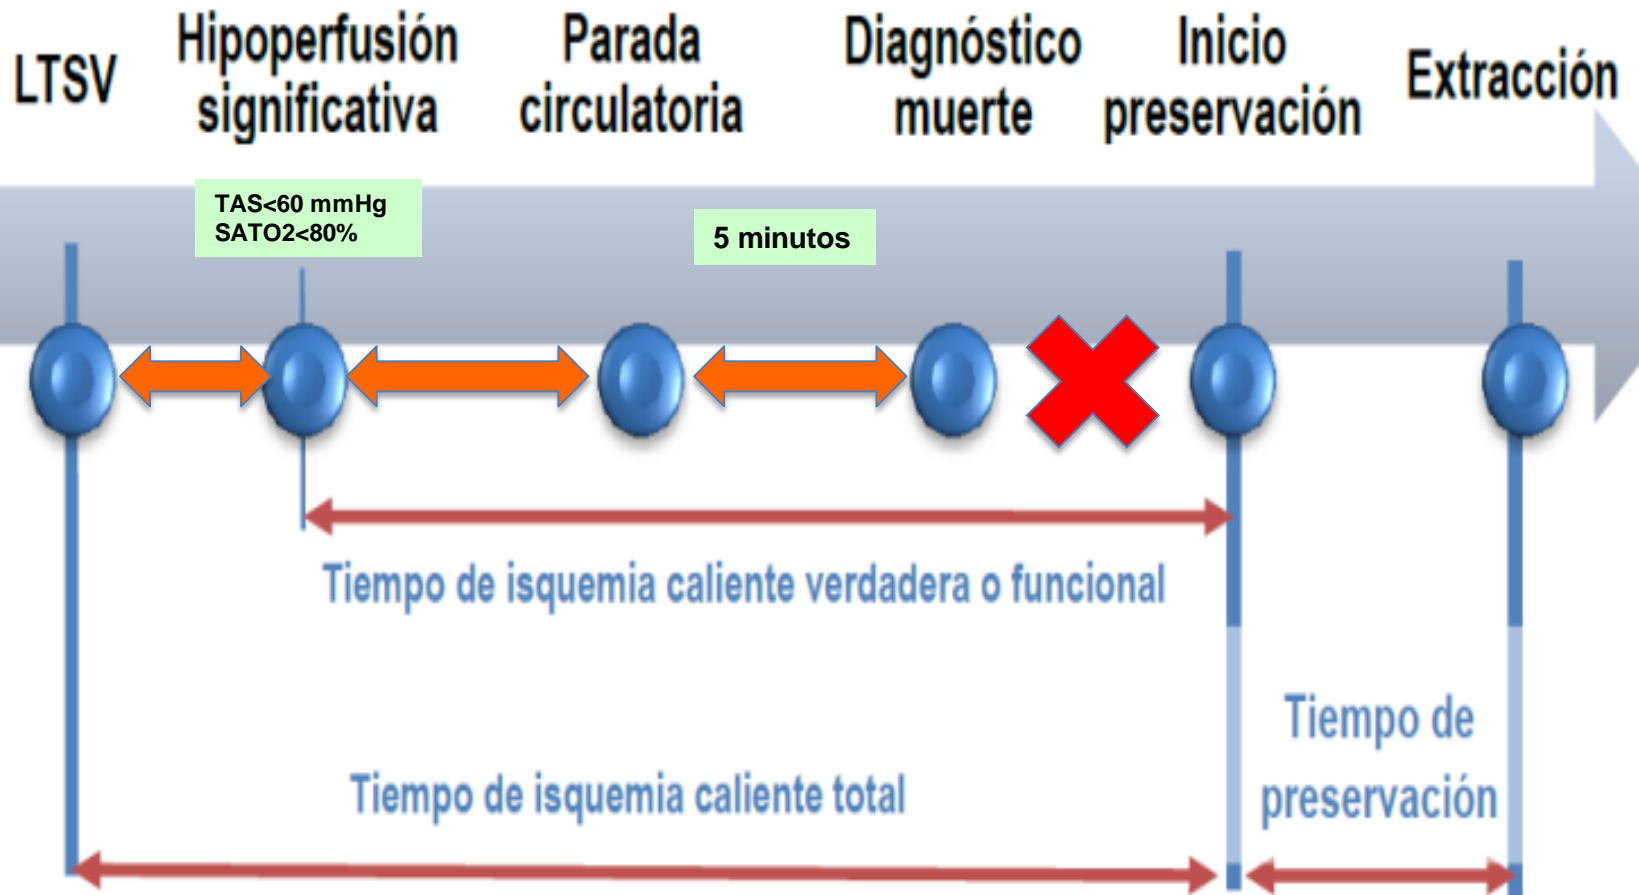 LTSV
Hipoperfusión
significativa
Parada
circulatoria
Diagnóstico
muerte
Inicio
preservación
Extracción
TAS<60 mmHg
SATO2<80%
5 minutos
Tiempo de isquemia caliente verdadera o funcional
Tiempo de isquemia caliente total
Tiempo de
preservación